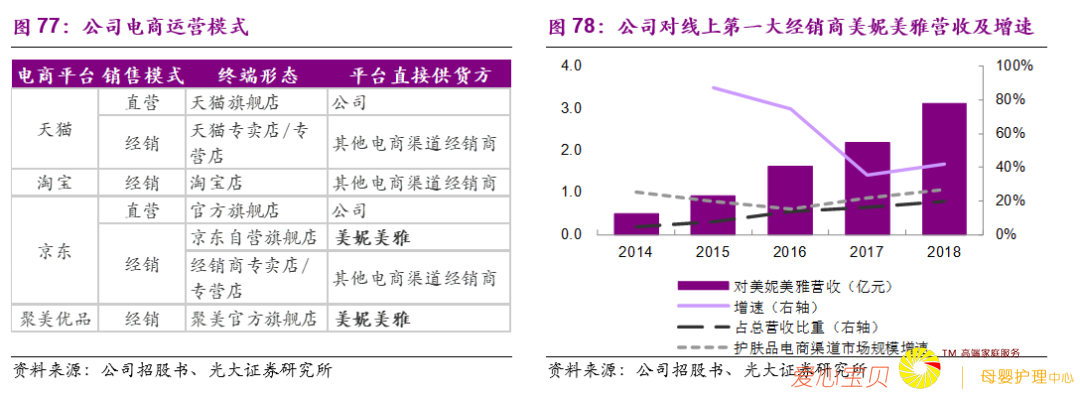 图 77：公司电商运营模式
电商平台 销售模式 终端形态 平台直接供货方
天猫 直营 天猫旗舰店 公司
经销 天猫专卖店/专营店 其他电商渠道经销商
淘宝 经销 淘宝店 其他电商渠道经销商
京东 直营 官方旗舰店 公司
经销 京东自营旗舰店 美妮美雅
经销商专卖店/专营店 其他电商渠道经销商
聚美优品 经销 聚美官方旗舰店 美妮美雅
资料来源：公司招股书、光大证券研究所
图 78：公司对线上第一大经销商美妮美雅营收及增速
4.0 100%
3.0 80%
60%
2.0
40%
1.0 20%
0.0 0%
2014 2015 2016 2017 2018
对美妮美雅营收（亿元）
增速（右轴）
占总营收比重（右轴）
护肤品电商渠道市场规模增速
资料来源：公司招股书、光大证券研究所
爱心宝贝
TM 高端家庭服务
母婴护理中心